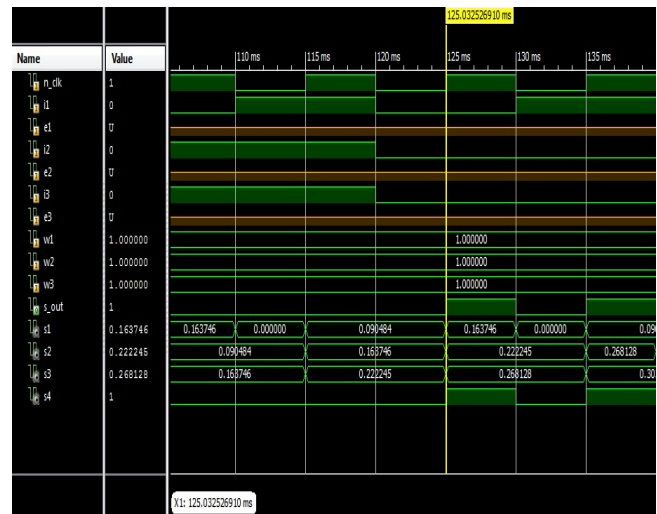 125.032526910 ms
Name Value 110 ms 115 ms 120 ms 125 ms 130 ms 135 ms
n_clk 1
i1 0
e1 U
i2 0
e2 U
i3 0
e3 U
w1 1.000000 1.000000
w2 1.000000 1.000000
w3 1.000000 1.000000
s_out 1
s1 0.163746 0.163746 0.000000 0.090484 0.163746 0.000000 0.09
s2 0.222245 0.090484 0.163746 0.222245 0.268128
s3 0.268128 0.163746 0.222245 0.268128 0.30
s4 1
X1: 125.032526910 ms